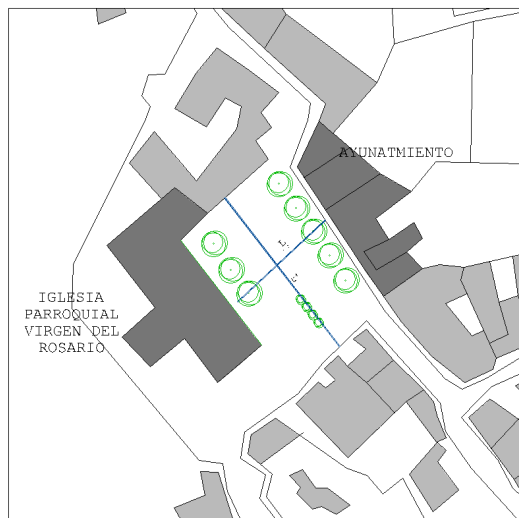 AYUNATMIENTO
IGLESIA
PARROQUIAL
VIRGEN DEL
ROSARIO